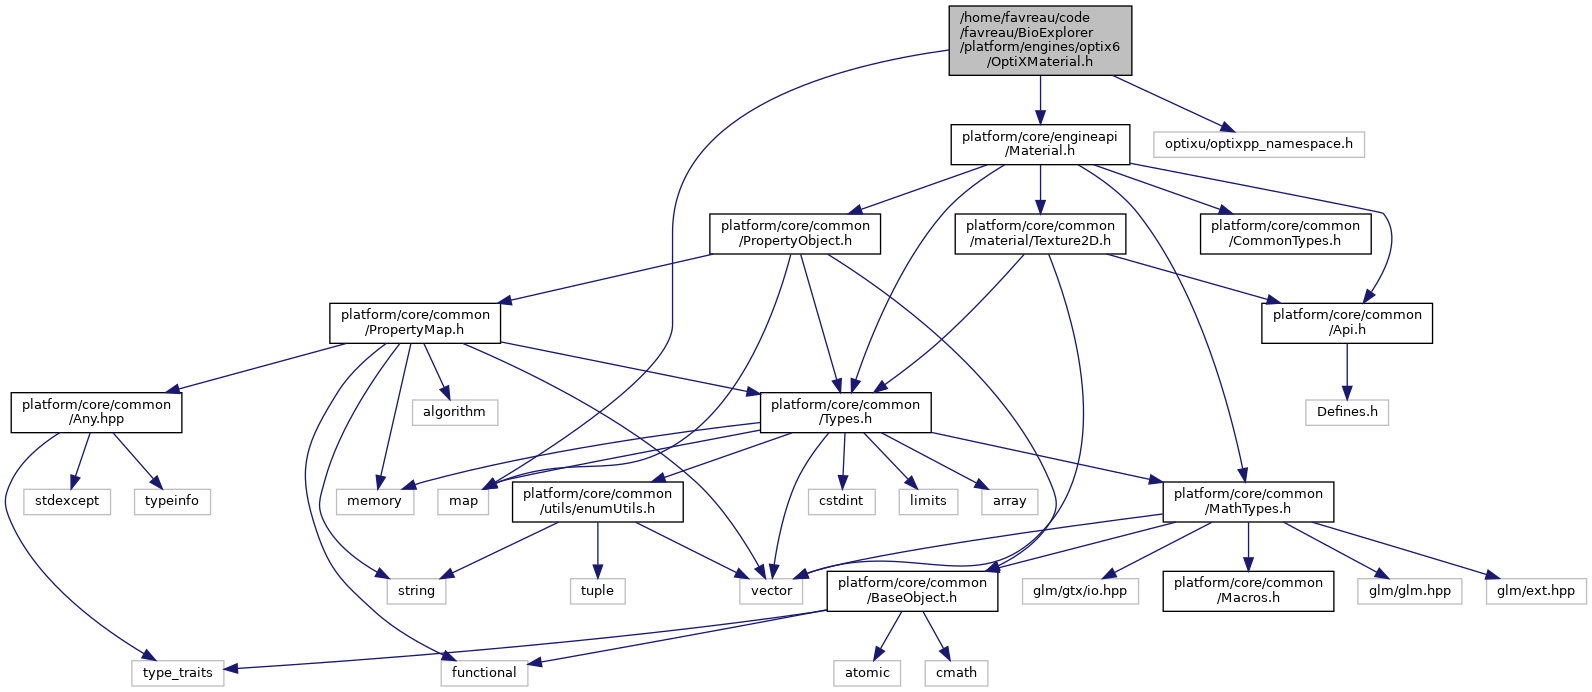 /home/favreau/code
/favreau/BioExplorer
/platform/engines/optix6
/OptiXMaterial.h
platform/core/engineapi
/Material.h
optixu/optixpp_namespace.h
platform/core/common
/PropertyObject.h
platform/core/common
/material/Texture2D.h
platform/core/common
/CommonTypes.h
platform/core/common
/PropertyMap.h
platform/core/common
/Api.h
platform/core/common
/Any.hpp
algorithm
platform/core/common
/Types.h
Defines.h
stdexcept
typeinfo
memory
map
platform/core/common
/utils/enumUtils.h
cstdint
limits
array
platform/core/common
/MathTypes.h
string
tuple
vector
platform/core/common
/BaseObject.h
glm/gtx/io.hpp
platform/core/common
/Macros.h
glm/glm.hpp
glm/ext.hpp
type_traits
functional
atomic
cmath